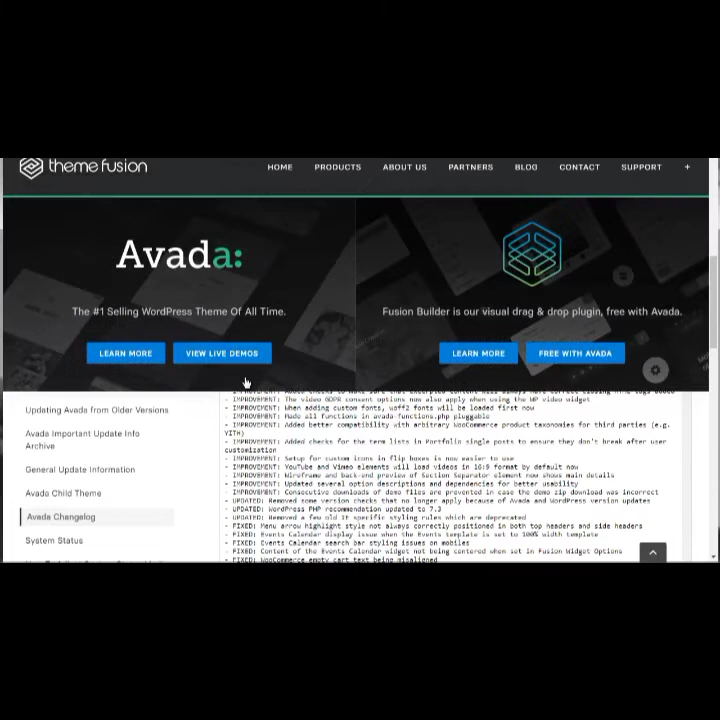 theme fusion
HOME PRODUCTS ABOUT US PARTNERS BLOG CONTACT SUPPORT +
Avada:
The #1 Selling WordPress Theme Of All Time.
LEARN MORE VIEW LIVE DEMOS
Fusion Builder is our visual drag & drop plugin, free with Avada.
LEARN MORE FREE WITH AVADA
Updating Avada from Older Versions
Avada Important Update Info
Archive
General Update Information
Avada Child Theme
Avada Changelog
System Status
- IMPROVEMENT: The video GDPR consent options now also apply when using the WP video widget
- IMPROVEMENT: When adding custom fonts, woff2 fonts will be loaded first now
- IMPROVEMENT: Made all functions in avada functions.php pluggable
- IMPROVEMENT: Added better compatibility with arbitrary WooCommerce product taxonomies for third parties (e.g.
YITH)
- IMPROVEMENT: Added checks for the term lists in Portfolio single posts to ensure they don't break after user
customization
- IMPROVEMENT: Setup for custom icons in flip boxes is now easier to use
- IMPROVEMENT: YouTube and Vimeo elements will load videos in 16:9 format by default now
- IMPROVEMENT: Wireframe and back-end preview of Section Separator element now shows main details
- IMPROVEMENT: Updated several option descriptions and dependencies for better usability
- IMPROVEMENT: Consecutive downloads of demo files are prevented in case the demo zip download was incorrect
- UPDATED: Removed some version checks that no longer apply because of Avada and WordPress version updates
- UPDATED: WordPress PHP recommendation updated to 7.3
- UPDATED: Removed a few old IE specific styling rules which are deprecated
- FIXED: Menu arrow highlight style not always correctly positioned in both top headers and side headers
- FIXED: Events Calendar display issue when the Events template is set to 100% width template
- FIXED: Events Calendar search bar styling issues on mobiles
- FIXED: Content of the Events Calendar widget not being centered when set in Fusion Widget Options
- FIXED: WooCommerce empty cart text being misaligned